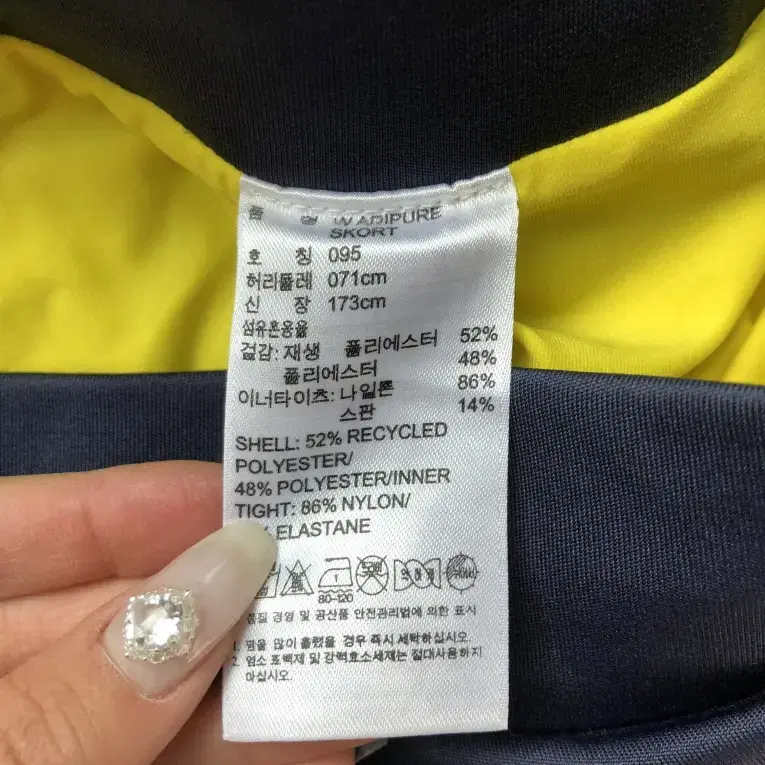 품 명 W ADIPURE
SKORT
호 칭 095
허리둘레 071cm
신 장 173cm
섬유혼용율
겉감: 재생 폴리에스터 52%
폴리에스터 48%
이너타이츠: 나일론 86%
스판 14%
SHELL: 52% RECYCLED
POLYESTER/
48% POLYESTER/INNER
TIGHT: 86% NYLON/
ELASTANE
80~120
품질 경영 및 공산품 안전관리법에 의한 표시
1. 땀을 많이 흘렸을 경우 즉시 세탁하십시오
2. 염소 표백제 및 강력효소세제는 절대사용하지
마십시오.